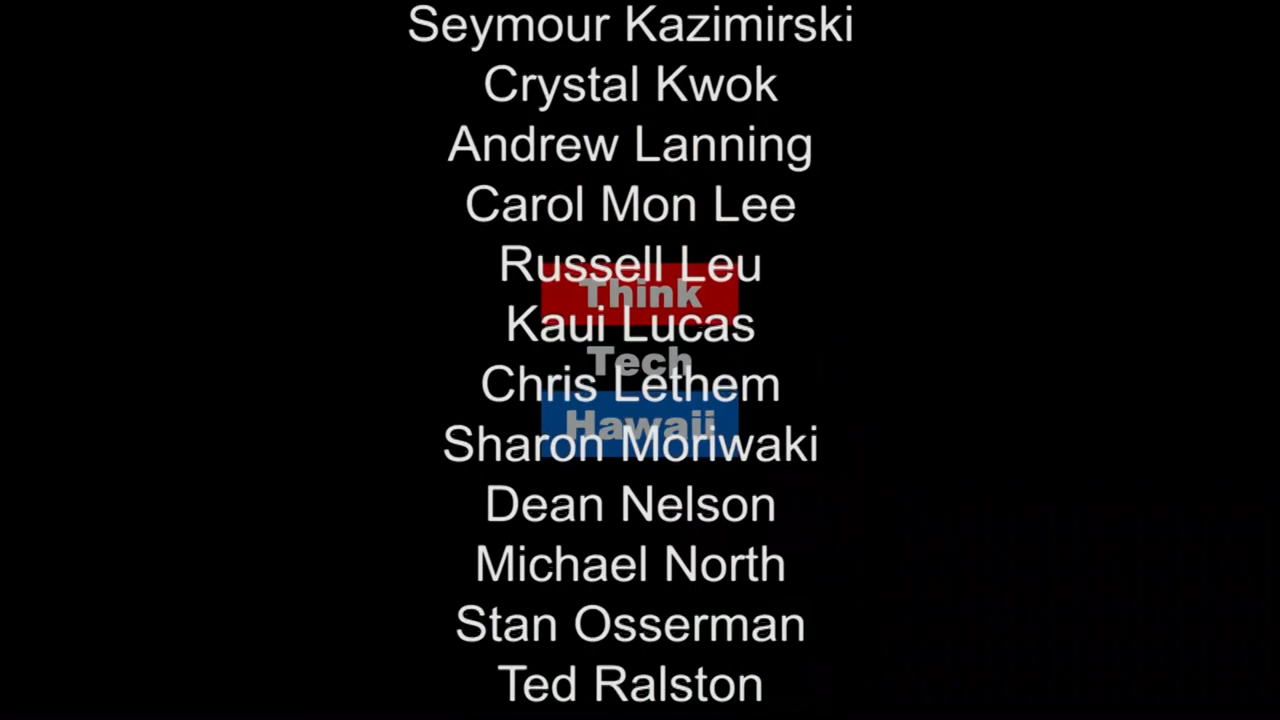 Seymour Kazimirski
Crystal Kwok
Andrew Lanning
Carol Mon Lee
Russell Leu
Think
Kaui Lucas
Tech
Chris Lethem
Hawaii
Sharon Moriwaki
Dean Nelson
Michael North
Stan Osserman
Ted Ralston